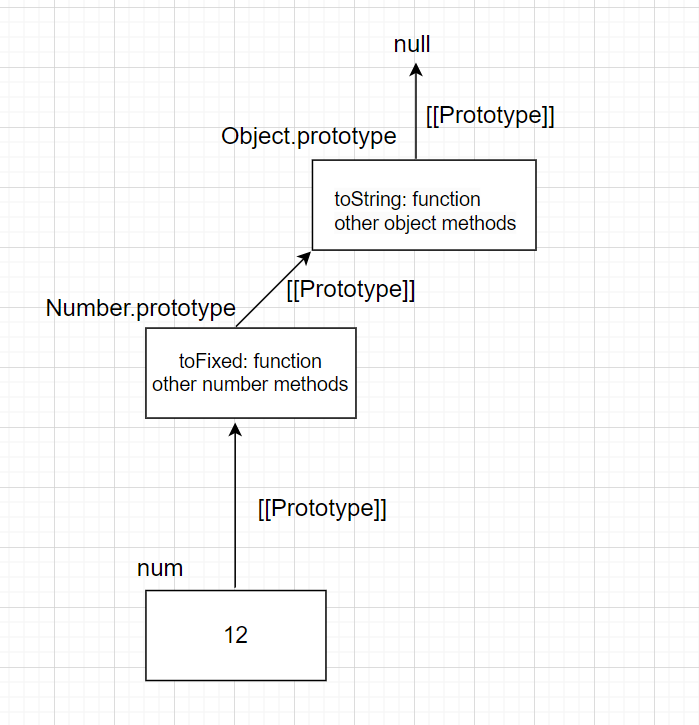 null
[[Prototype]]
Object.prototype
toString: function
other object methods
[[Prototype]]
Number.prototype
toFixed: function
other number methods
[[Prototype]]
num
12